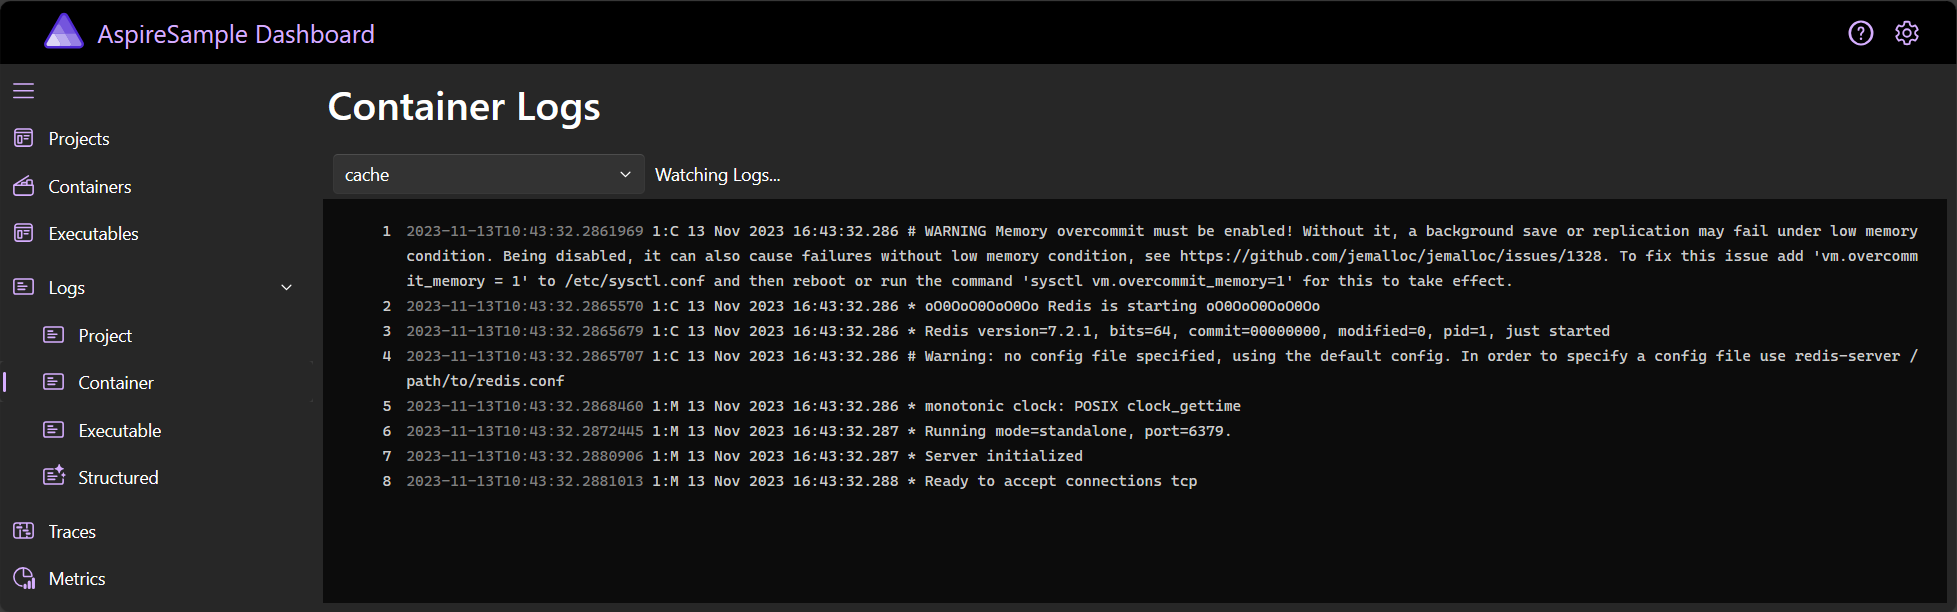 AspireSample Dashboard
Projects
Containers
Executables
Logs
Project
Container
Executable
Structured
Traces
Metrics
Container Logs
cache
Watching Logs...
1 2023-11-13T10:43:32.2861969 1:C 13 Nov 2023 16:43:32.286 # WARNING Memory overcommit must be enabled! Without it, a background save or replication may fail under low memory
condition. Being disabled, it can also cause failures without low memory condition, see https://github.com/jemalloc/jemalloc/issues/1328. To fix this issue add 'vm.overcomm
it_memory = 1' to /etc/sysctl.conf and then reboot or run the command 'sysctl vm.overcommit_memory=1' for this to take effect.
2 2023-11-13T10:43:32.2865570 1:C 13 Nov 2023 16:43:32.286 * oO0OoO0OoO0Oo Redis is starting oO0OoO0OoO0Oo
3 2023-11-13T10:43:32.2865679 1:C 13 Nov 2023 16:43:32.286 * Redis version=7.2.1, bits=64, commit=00000000, modified=0, pid=1, just started
4 2023-11-13T10:43:32.2865707 1:C 13 Nov 2023 16:43:32.286 # Warning: no config file specified, using the default config. In order to specify a config file use redis-server /
path/to/redis.conf
5 2023-11-13T10:43:32.2868460 1:M 13 Nov 2023 16:43:32.286 * monotonic clock: POSIX clock_gettime
6 2023-11-13T10:43:32.2872445 1:M 13 Nov 2023 16:43:32.287 * Running mode=standalone, port=6379.
7 2023-11-13T10:43:32.2880906 1:M 13 Nov 2023 16:43:32.287 * Server initialized
8 2023-11-13T10:43:32.2881013 1:M 13 Nov 2023 16:43:32.288 * Ready to accept connections tcp